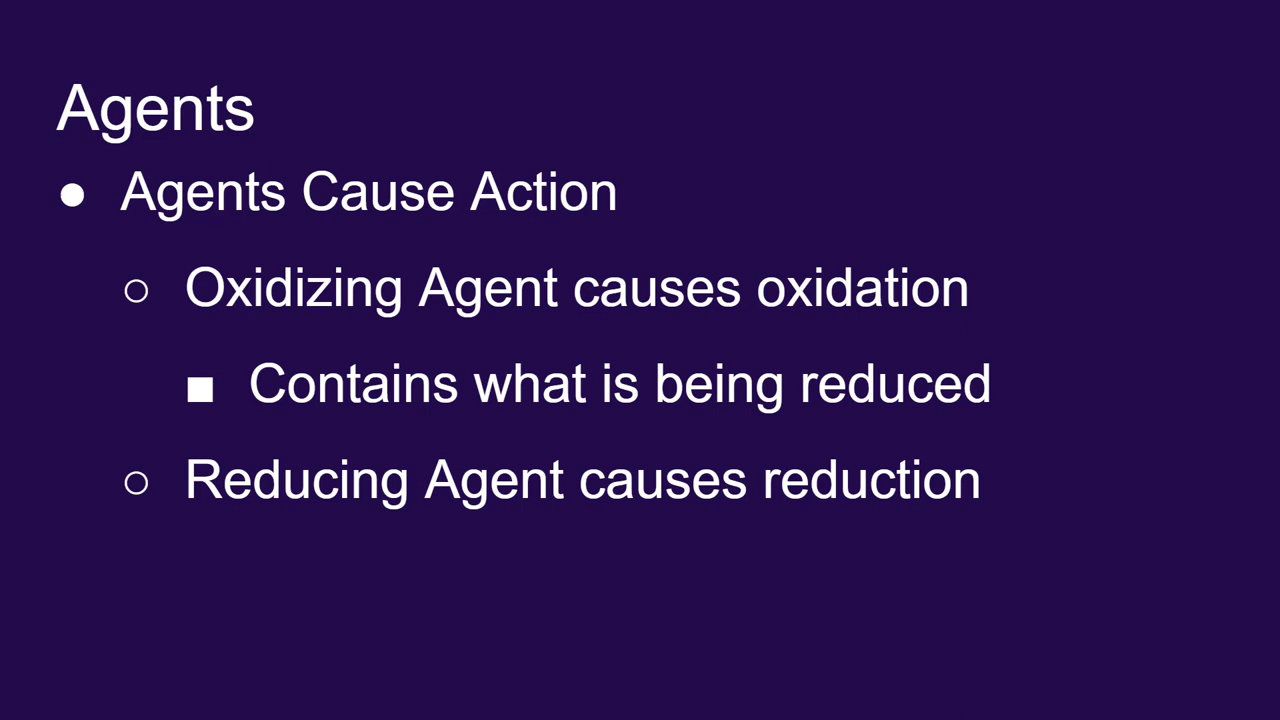 Agents
● Agents Cause Action
○ Oxidizing Agent causes oxidation
■ Contains what is being reduced
○ Reducing Agent causes reduction